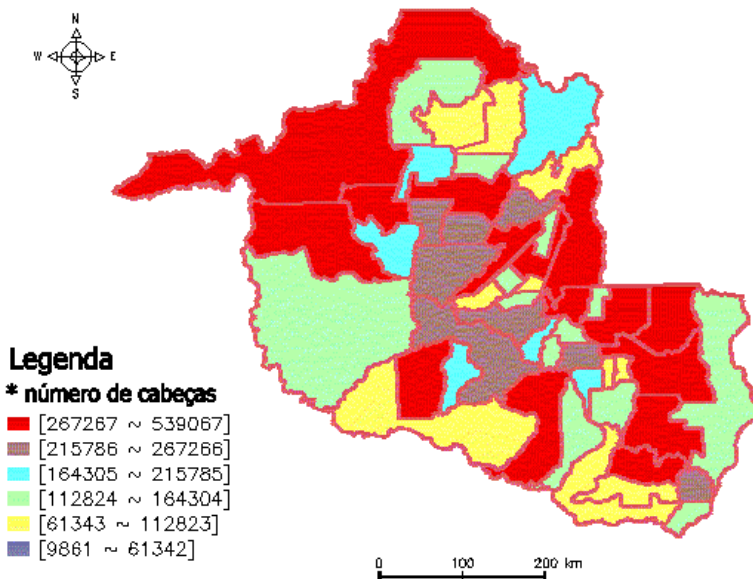 N
W E
S
Legenda
* número de cabeças
[267267 ~ 539067]
[215786 ~ 267266]
[164305 ~ 215785]
[112824 ~ 164304]
[61343 ~ 112823]
[9861 ~ 61342]
0 100 200 km